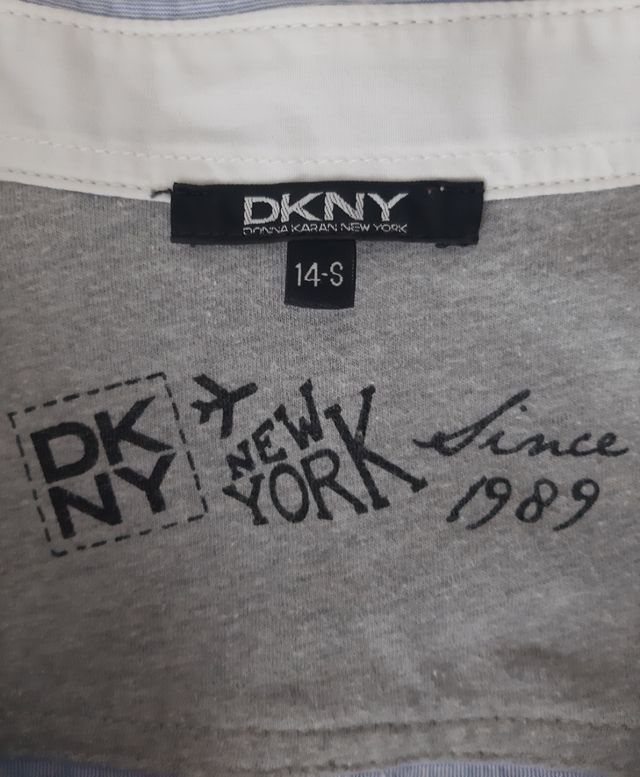 DKNY
DONNA KARAN NEW YORK
14-S
DK
NY
NEW
YORK
Since
1989